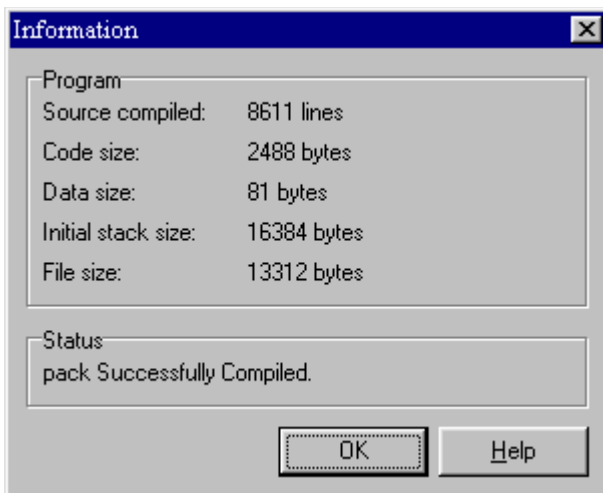 Information
Program
Source compiled: 8611 lines
Code size: 2488 bytes
Data size: 81 bytes
Initial stack size: 16384 bytes
File size: 13312 bytes
Status
pack Successfully Compiled.
OK Help